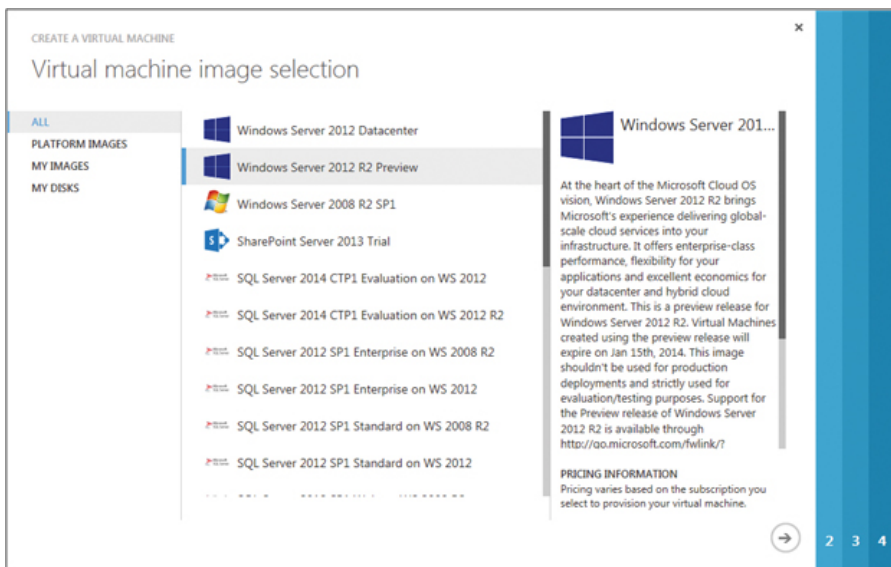 CREATE A VIRTUAL MACHINE
×
Virtual machine image selection
ALL
PLATFORM IMAGES
MY IMAGES
MY DISKS
Windows Server 2012 Datacenter
Windows Server 2012 R2 Preview
Windows Server 2008 R2 SP1
SharePoint Server 2013 Trial
SQL Server 2014 CTP1 Evaluation on WS 2012
SQL Server 2014 CTP1 Evaluation on WS 2012 R2
SQL Server 2012 SP1 Enterprise on WS 2008 R2
SQL Server 2012 SP1 Enterprise on WS 2012
SQL Server 2012 SP1 Standard on WS 2008 R2
SQL Server 2012 SP1 Standard on WS 2012
Windows Server 201...
At the heart of the Microsoft Cloud OS
vision, Windows Server 2012 R2 brings
Microsoft's experience delivering global-
scale cloud services into your
infrastructure. It offers enterprise-class
performance, flexibility for your
applications and excellent economics for
your datacenter and hybrid cloud
environment. This is a preview release for
Windows Server 2012 R2. Virtual Machines
created using the preview release will
expire on Jan 15th, 2014. This image
shouldn't be used for production
deployments and strictly used for
evaluation/testing purposes. Support for
the Preview release of Windows Server
2012 R2 is available through
http://go.microsoft.com/fwlink/?
PRICING INFORMATION
Pricing varies based on the subscription you
select to provision your virtual machine.
2 3 4